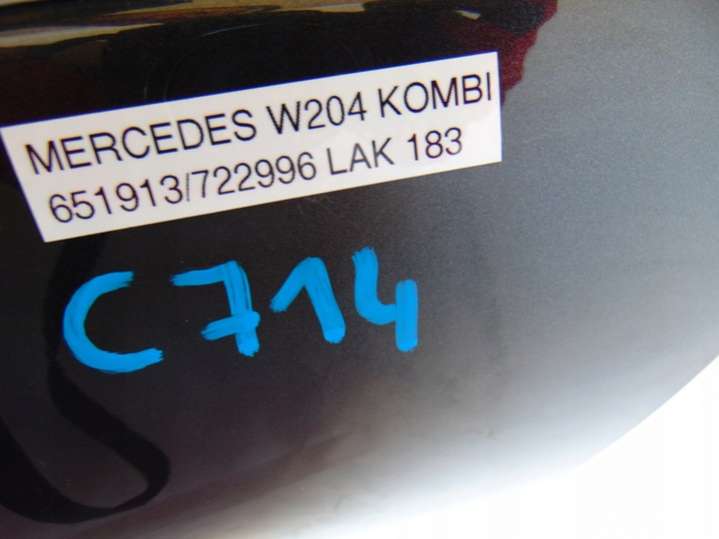 MERCEDES W204 KOMBI
651913/722996 LAK 183
C714